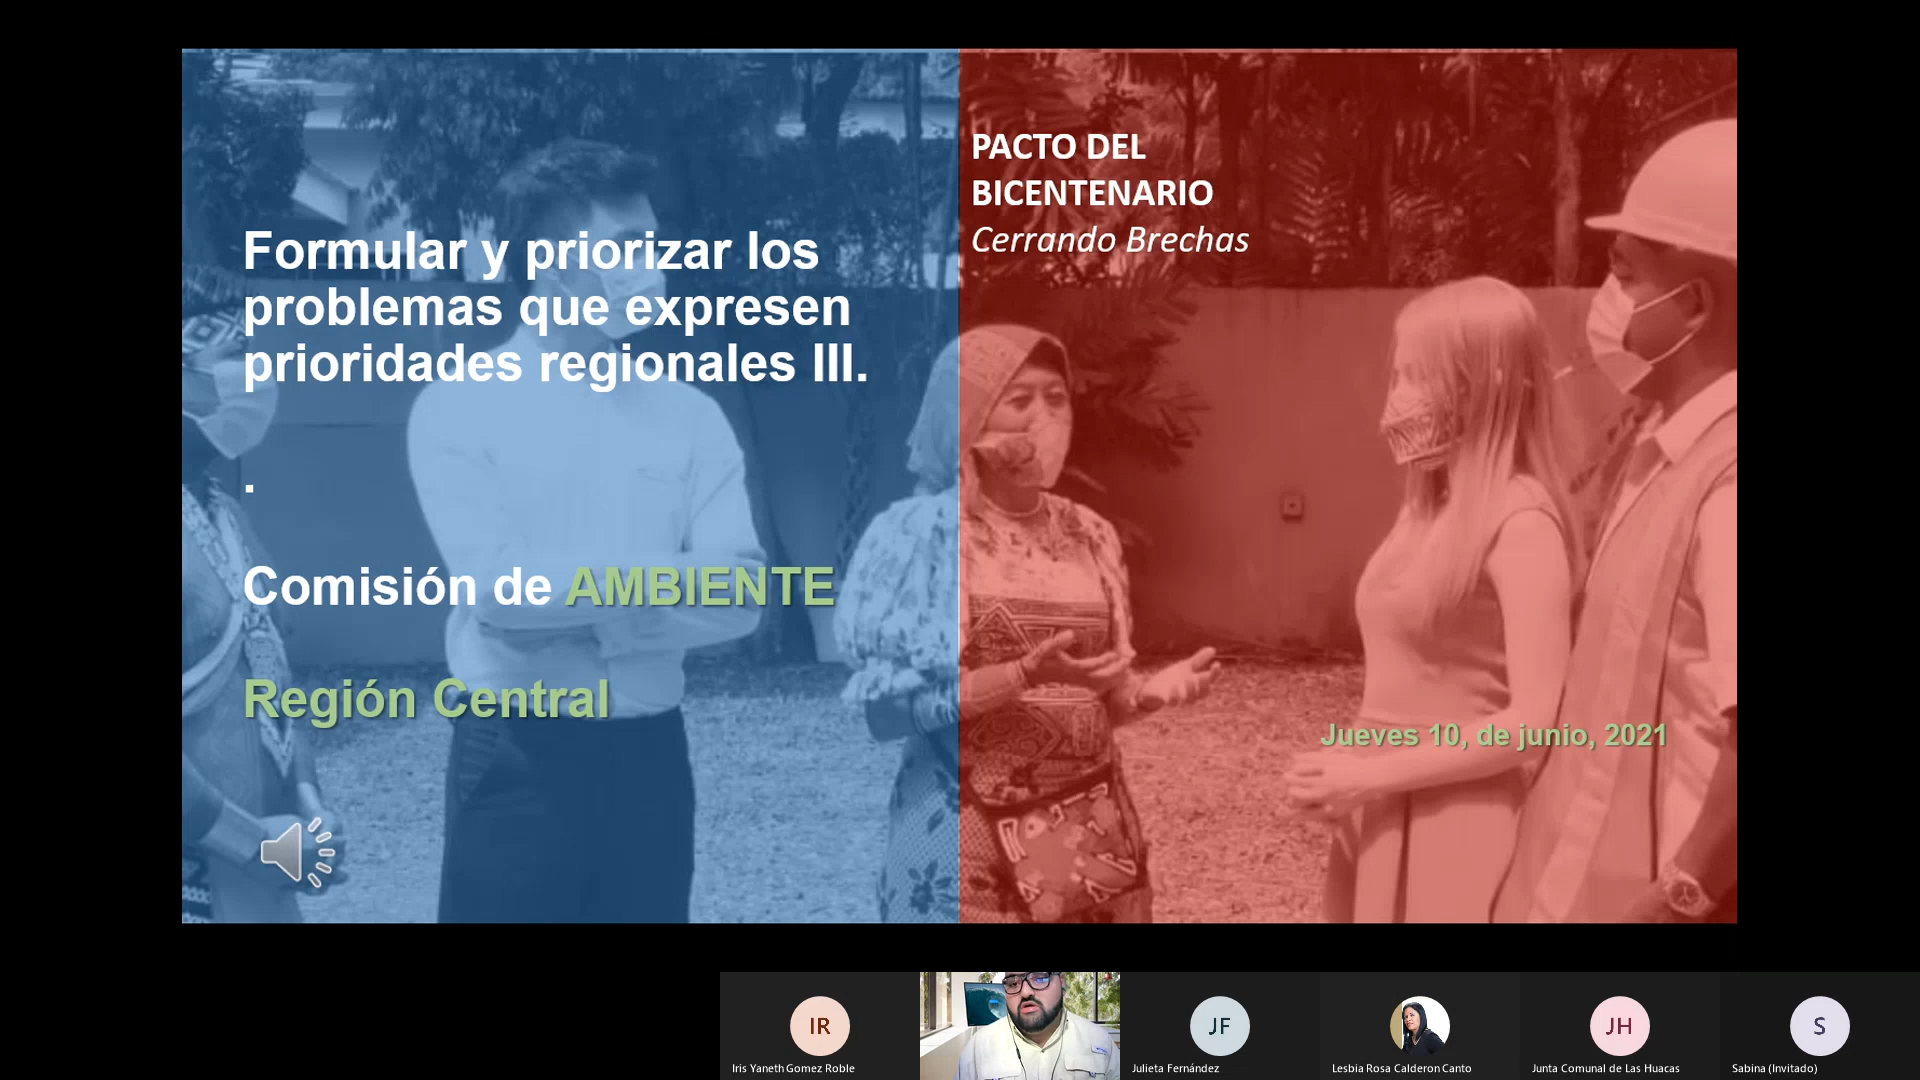 Formular y priorizar los
problemas que expresen
prioridades regionales III.
.
Comisión de AMBIENTE
Región Central
PACTO DEL
BICENTENARIO
Cerrando Brechas
Jueves 10, de junio, 2021
IR
Iris Yaneth Gomez Roble
JF
Julieta Fernández
Lesbia Rosa Calderon Canto
JH
Junta Comunal de Las Huacas
S
Sabina (Invitado)